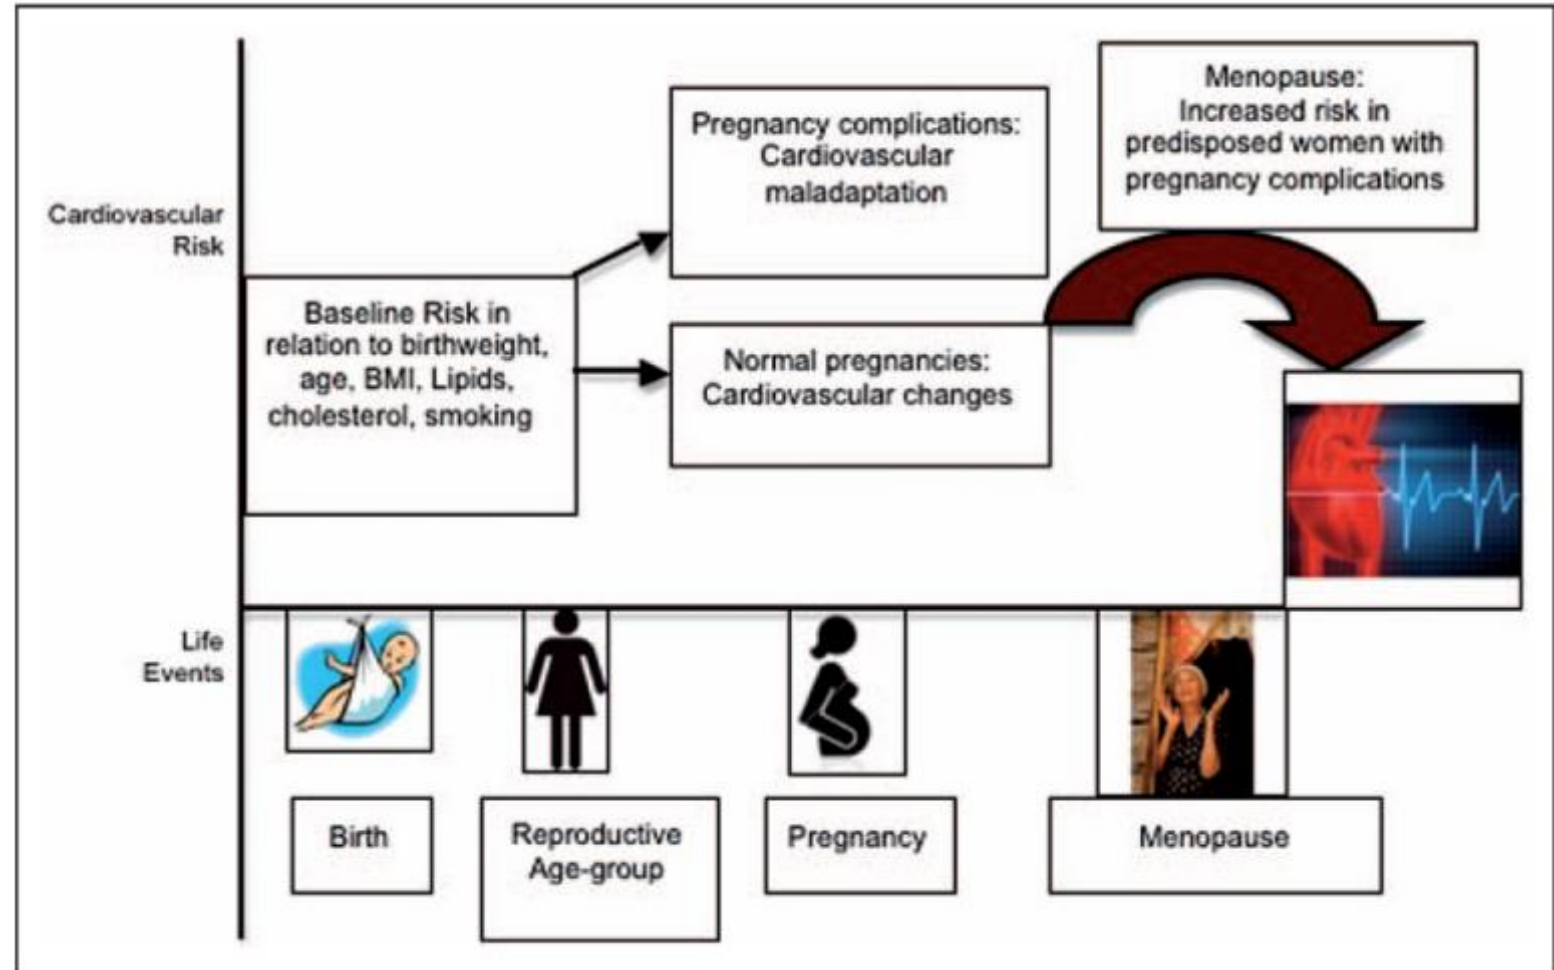 Cardiovascular
Risk
Baseline Risk in
relation to birthweight,
age, BMI, Lipids,
cholesterol, smoking
Pregnancy complications:
Cardiovascular
maladaptation
Normal pregnancies:
Cardiovascular changes
Menopause:
Increased risk in
predisposed women with
pregnancy complications
Life
Events
Birth
Reproductive
Age-group
Pregnancy
Menopause